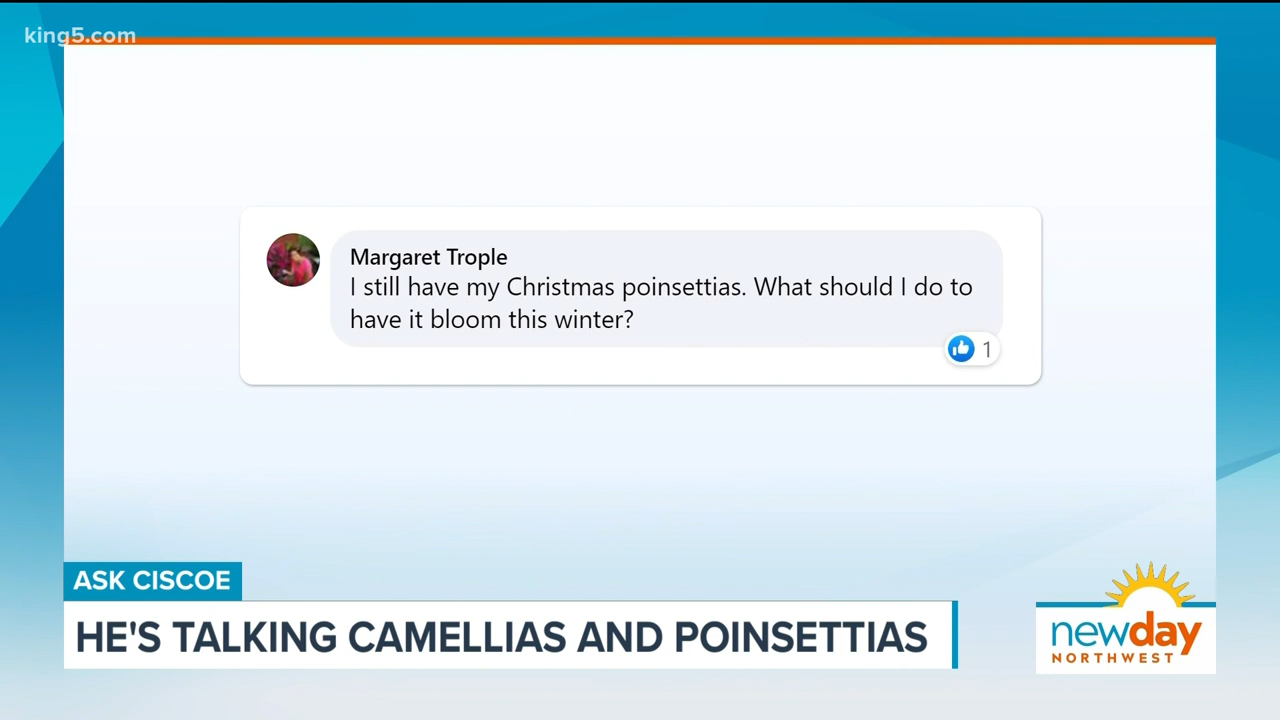 king5.com
Margaret Trople
I still have my Christmas poinsettias. What should I do to
have it bloom this winter?
1
ASK CISCOE
HE'S TALKING CAMELLIAS AND POINSETTIAS
newday
NORTHWEST